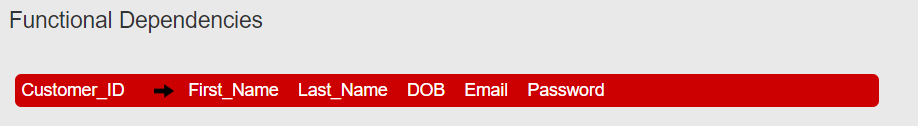 Functional Dependencies
Customer_ID → First_Name Last_Name DOB Email Password